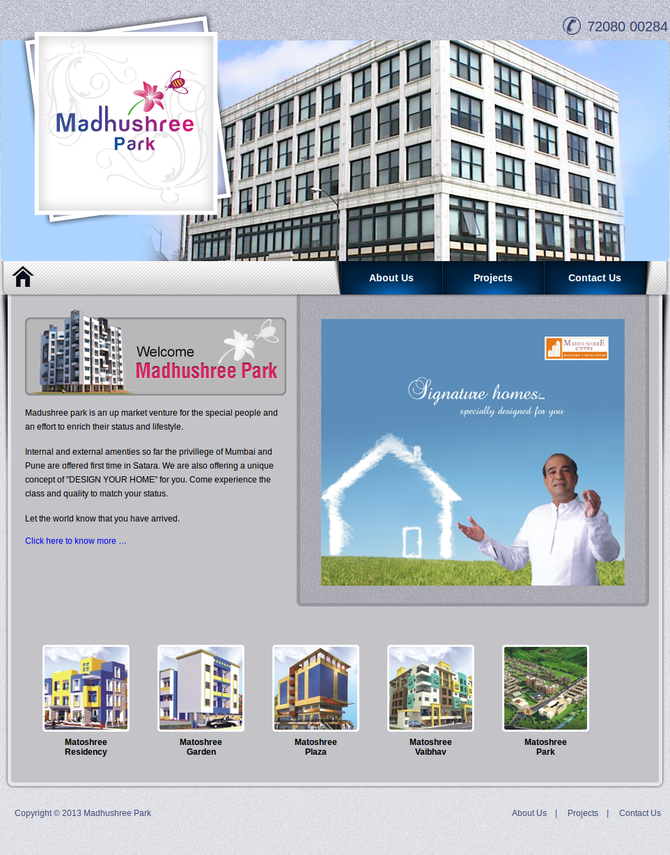 72080 00284
Madhushree
Park
About Us
Projects
Contact Us
Welcome
Madhushree Park
Madushree park is an up market venture for the special people and
an effort to enrich their status and lifestyle.
Internal and external amenties so far the privillege of Mumbai and
Pune are offered first time in Satara. We are also offering a unique
concept of "DESIGN YOUR HOME" for you. Come experience the
class and quality to match your status.
Let the world know that you have arrived.
Click here to know more ...
Signature homes...
specially designed for you
Matoshree
Residency
Matoshree
Garden
Matoshree
Plaza
Matoshree
Vaibhav
Matoshree
Park
Copyright © 2013 Madhushree Park
About Us | Projects | Contact Us